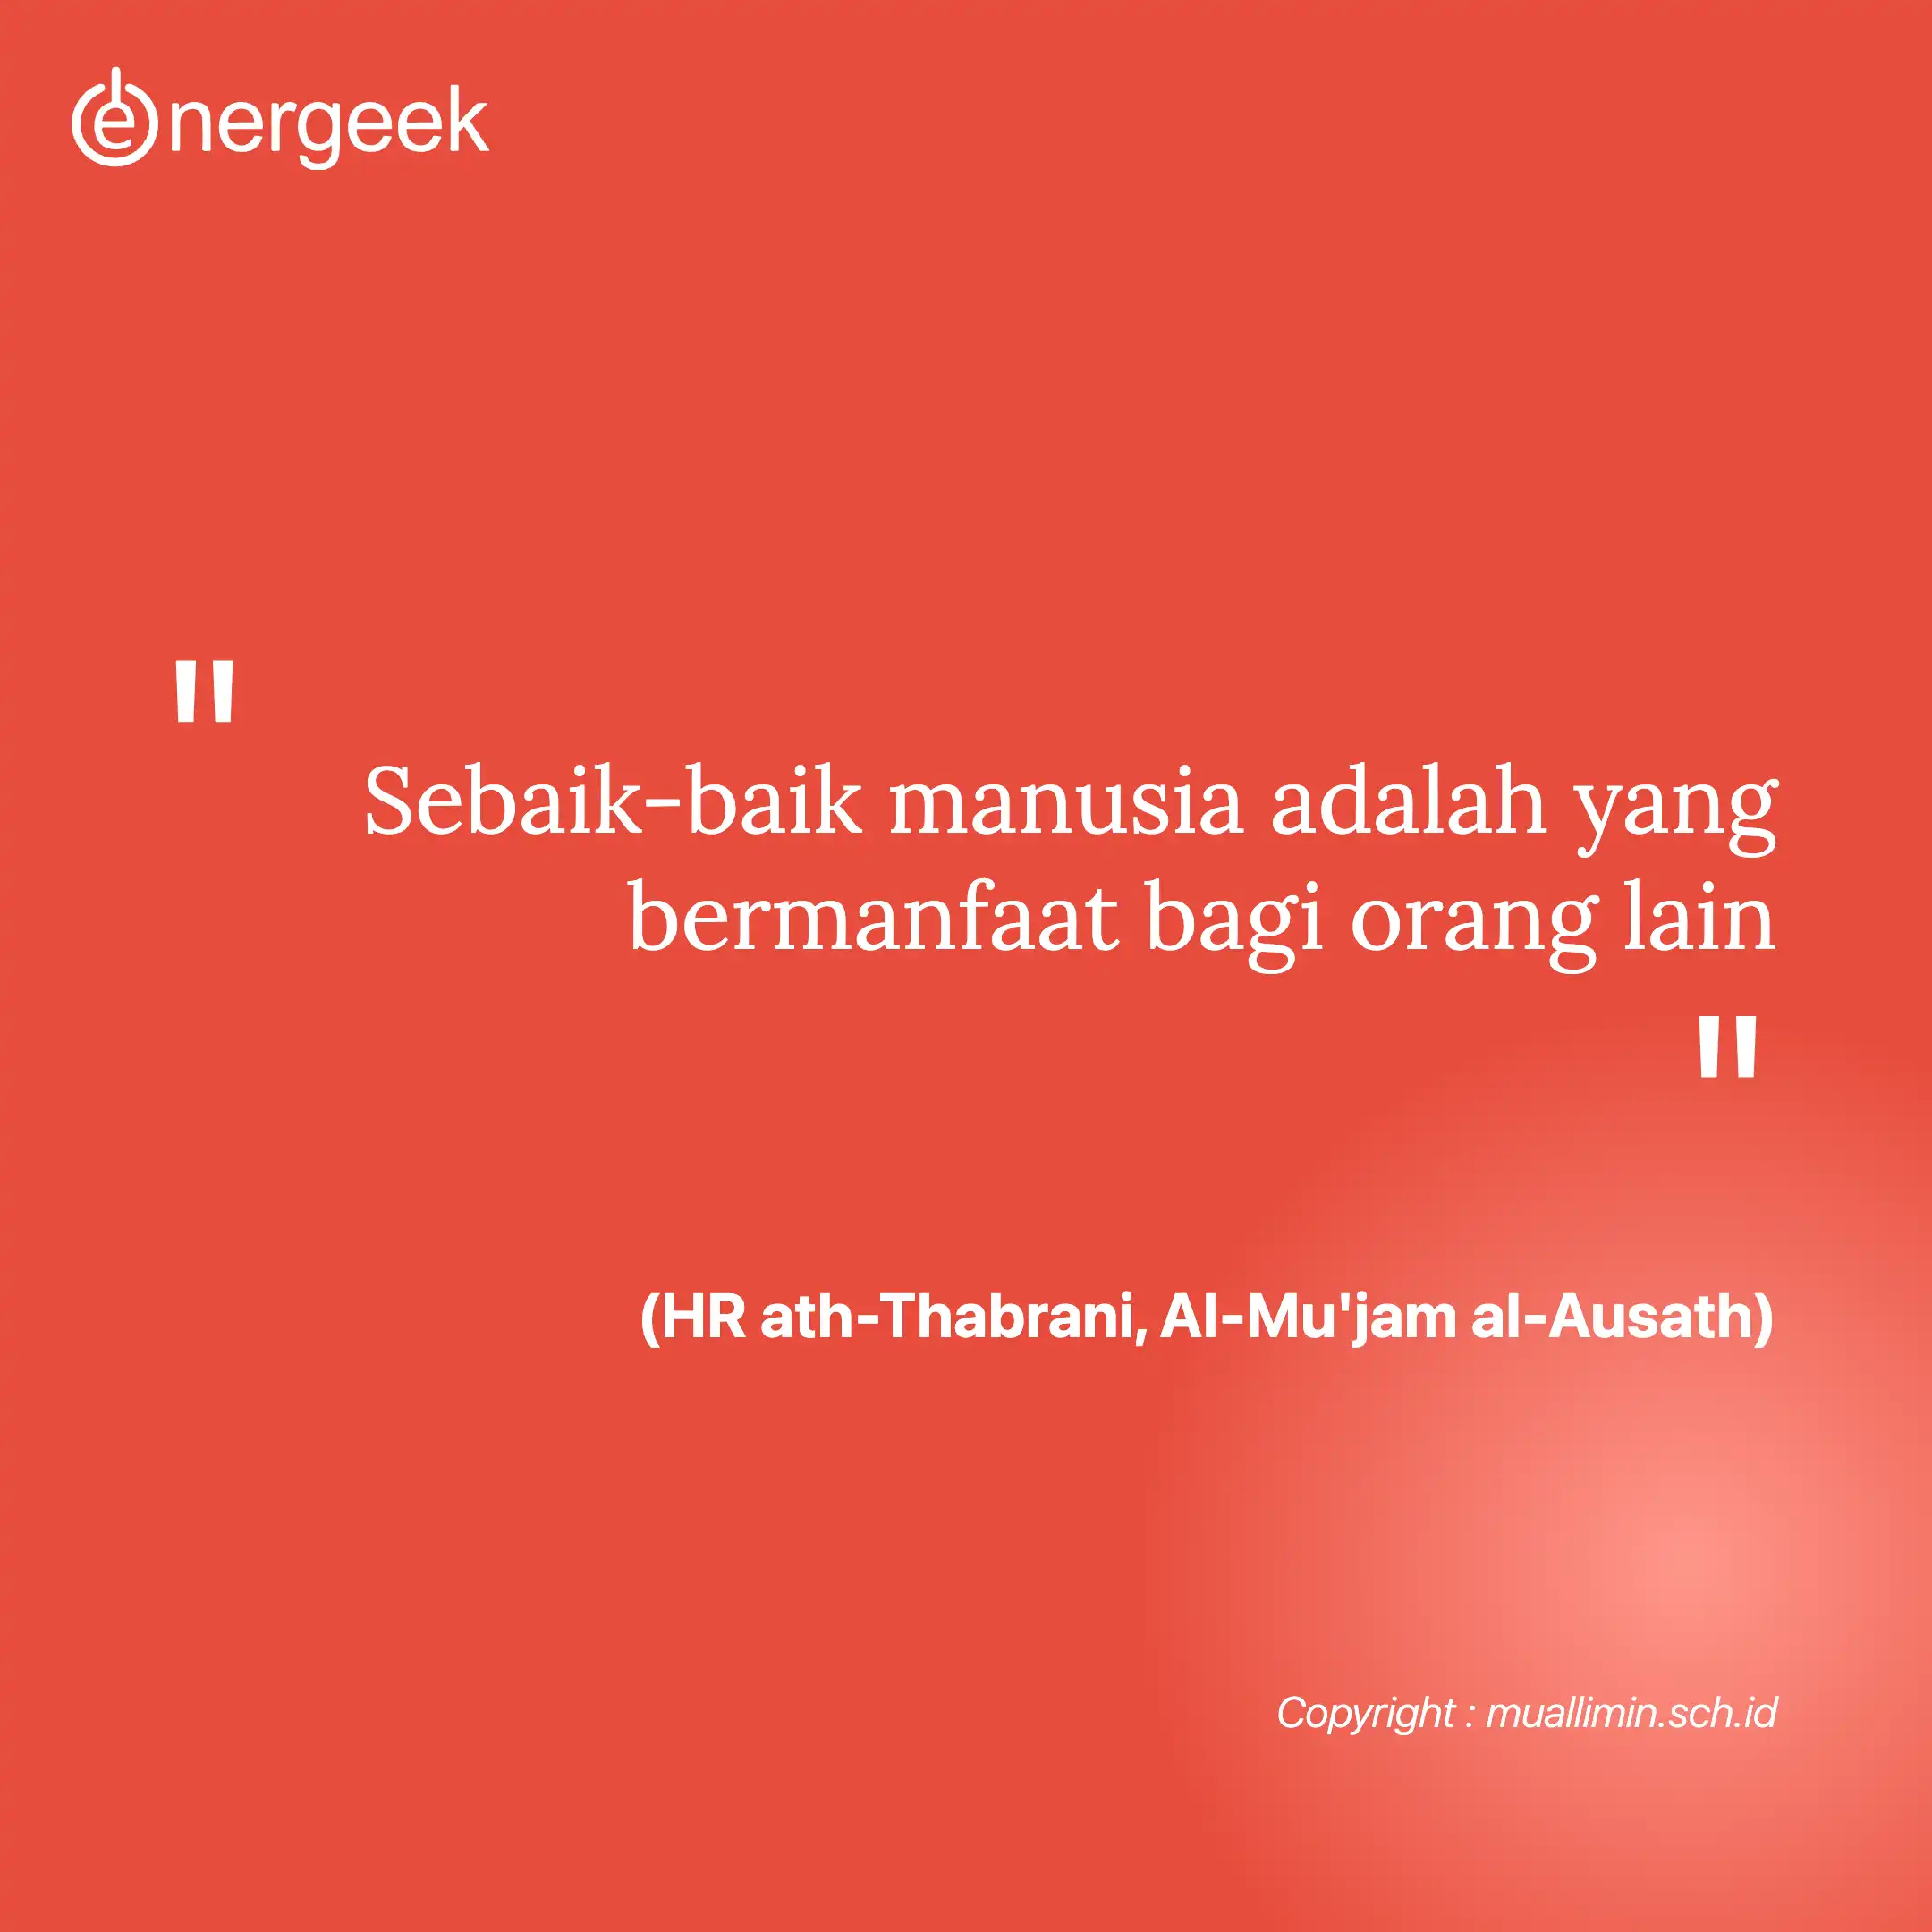 energeek
"
Sebaik-baik manusia adalah yang
bermanfaat bagi orang lain
"
(HR ath-Thabrani, Al-Mu'jam al-Ausath)
Copyright : muallimin.sch.id